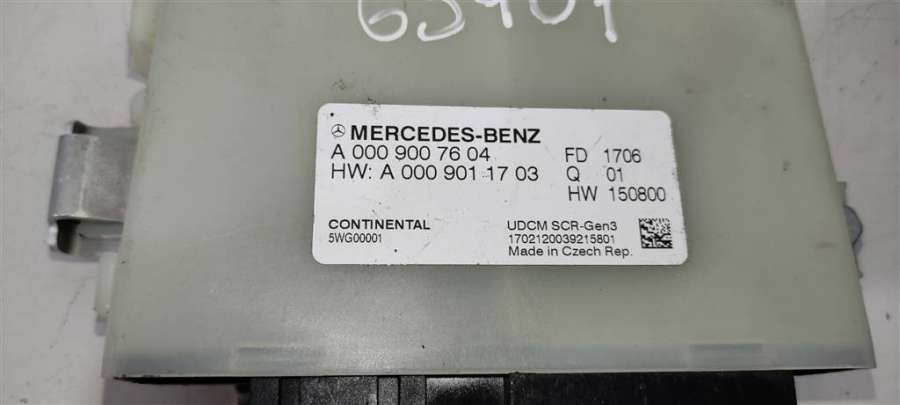 65404
MERCEDES-BENZ
A 000 900 76 04
HW: A 000 901 17 03
FD 1706
Q 01
HW 150800
CONTINENTAL
5WG00001
UDCM SCR-Gen3
1702120039215801
Made in Czech Rep.